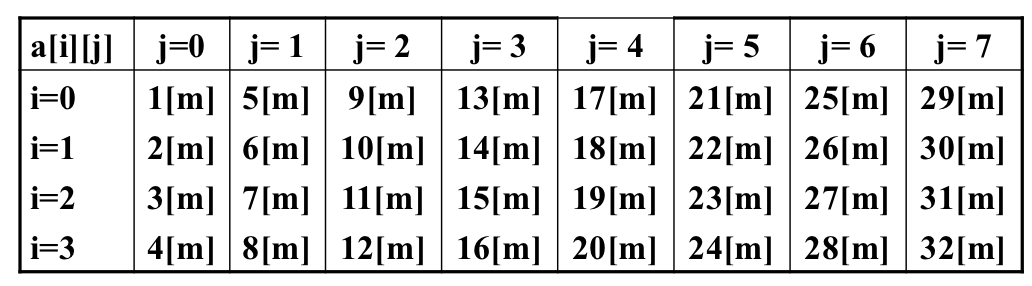 a[i][j] j=0 j= 1 j= 2 j= 3 j= 4 j= 5 j= 6 j= 7
i=0 1[m] 5[m] 9[m] 13[m] 17[m] 21[m] 25[m] 29[m]
i=1 2[m] 6[m] 10[m] 14[m] 18[m] 22[m] 26[m] 30[m]
i=2 3[m] 7[m] 11[m] 15[m] 19[m] 23[m] 27[m] 31[m]
i=3 4[m] 8[m] 12[m] 16[m] 20[m] 24[m] 28[m] 32[m]